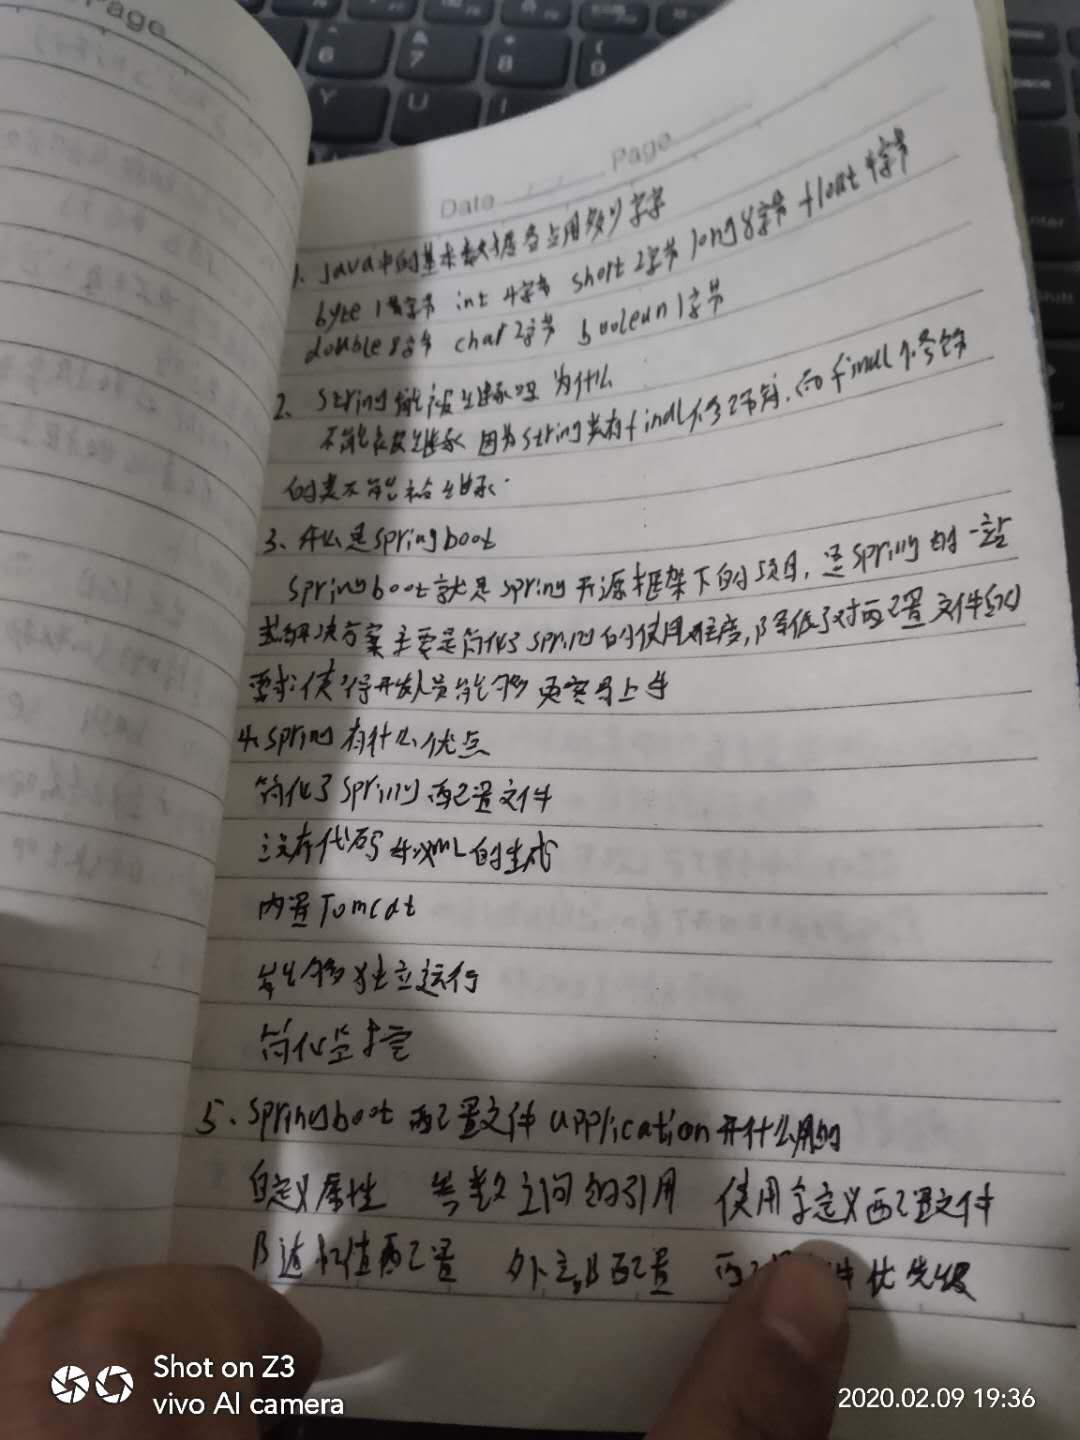 Page
Date Page
1. Java中的基本数据各占用多少字节
byte 1字节 int 4字节 short 2字节 long 8字节 float 4字节
double 8字节 char 2字节 boolean 1字节
2、String能被继承吗 为什么
不能被继承 因为String类有final修饰符,而final修饰
的类不能被继承.
3、什么是springboot
Springboot就是spring开源框架下的项目,是Spring的一站
式解决方案 主要是简化了spring的使用难度,降低了对配置文件的
要求,使得开发人员能够更容易上手
4、spring有什么优点
简化了spring配置文件
没有代码和XML的生成
内置Tomcat
能够独立运行
简化监控
5、Springboot配置文件application干什么用的
自定义属性 参数之间的引用 使用自定义配置文件
随机值配置 外部配置 件优先级
6 7 8 9
Y U I
Shot on Z3
vivo AI camera
2020.02.09 19:36